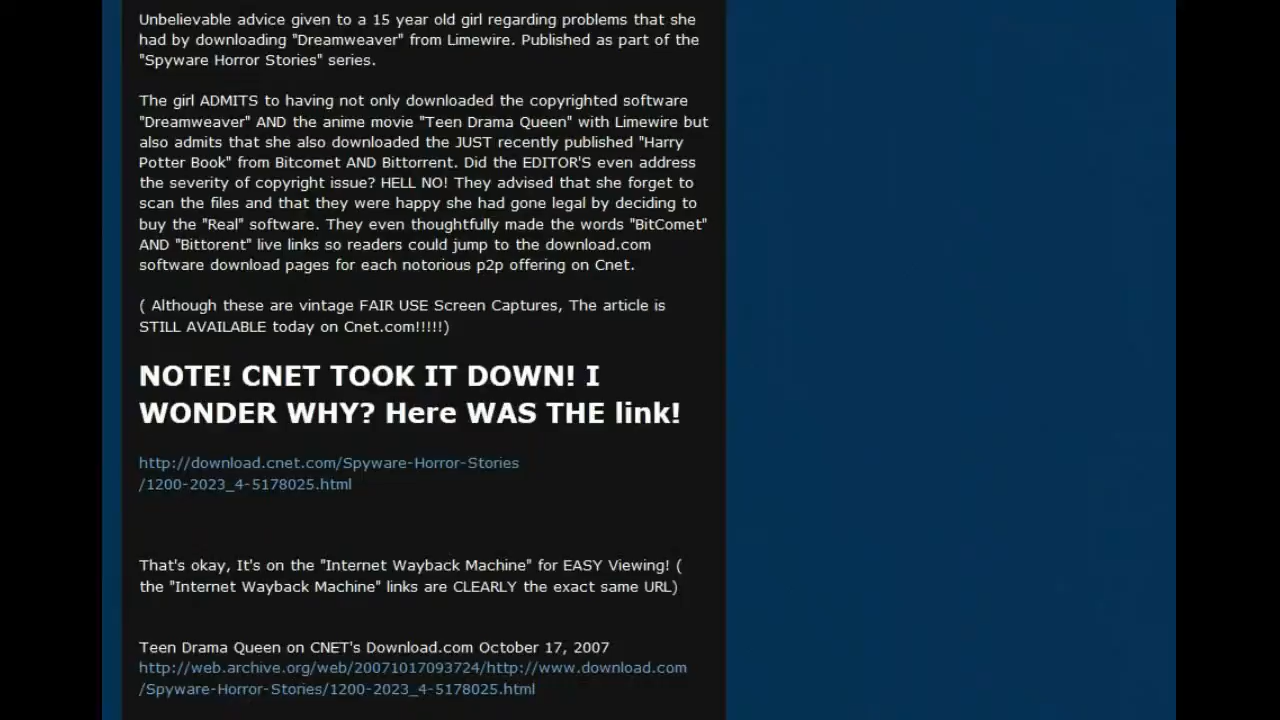 Unbelievable advice given to a 15 year old girl regarding problems that she
had by downloading "Dreamweaver" from Limewire. Published as part of the
"Spyware Horror Stories" series.
The girl ADMITS to having not only downloaded the copyrighted software
"Dreamweaver" AND the anime movie "Teen Drama Queen" with Limewire but
also admits that she also downloaded the JUST recently published "Harry
Potter Book" from Bitcomet AND Bittorrent. Did the EDITOR'S even address
the severity of copyright issue? HELL NO! They advised that she forget to
scan the files and that they were happy she had gone legal by deciding to
buy the "Real" software. They even thoughtfully made the words "BitComet"
AND "Bittorent" live links so readers could jump to the download.com
software download pages for each notorious p2p offering on Cnet.
( Although these are vintage FAIR USE Screen Captures, The article is
STILL AVAILABLE today on Cnet.com!!!!!)
NOTE! CNET TOOK IT DOWN! I
WONDER WHY? Here WAS THE link!
http://download.cnet.com/Spyware-Horror-Stories
/1200-2023_4-5178025.html
That's okay, It's on the "Internet Wayback Machine" for EASY Viewing! (
the "Internet Wayback Machine" links are CLEARLY the exact same URL)
Teen Drama Queen on CNET's Download.com October 17, 2007
http://web.archive.org/web/20071017093724/http://www.download.com
/Spyware-Horror-Stories/1200-2023_4-5178025.html